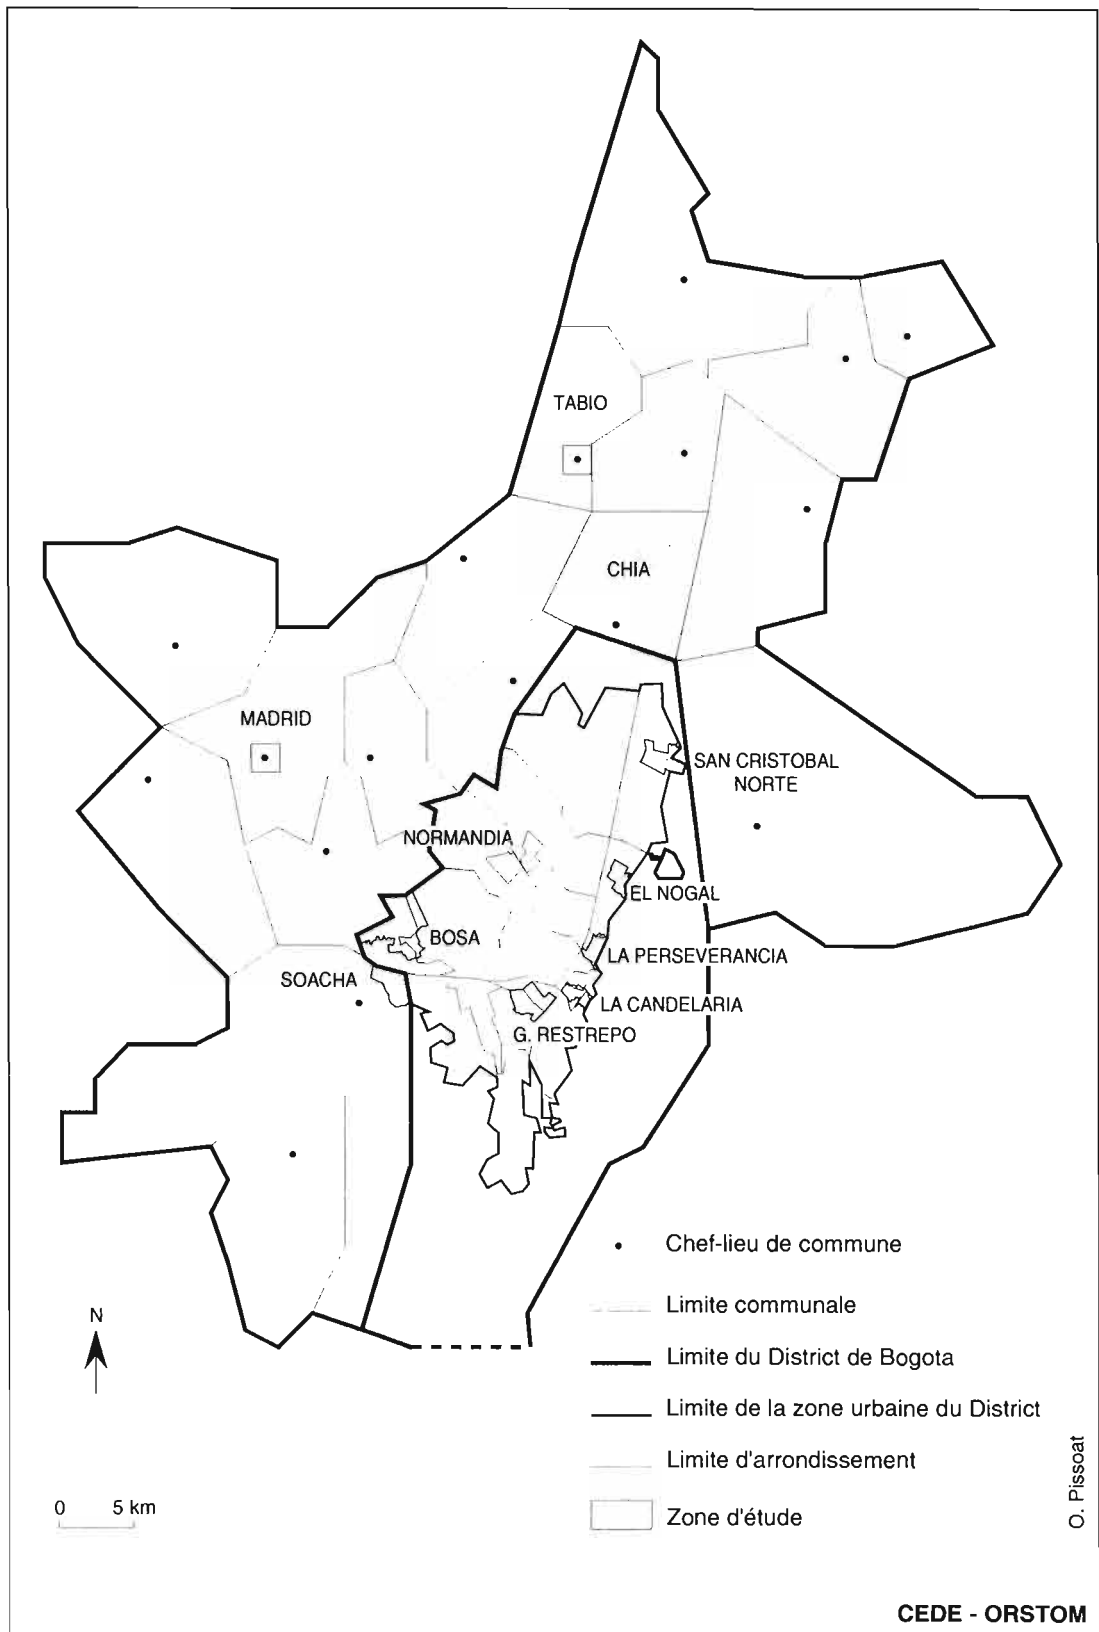 TABIO
CHIA
MADRID
SAN CRISTOBAL
NORTE
NORMANDIA
EL NOGAL
BOSA
LA PERSEVERANCIA
SOACHA
LA CANDELARIA
G. RESTREPO
Chef-lieu de commune
Limite communale
N
Limite du District de Bogota
Limite de la zone urbaine du District
Limite d'arrondissement
0 5 km
Zone d'étude
O. Pissoat
CEDE - ORSTOM